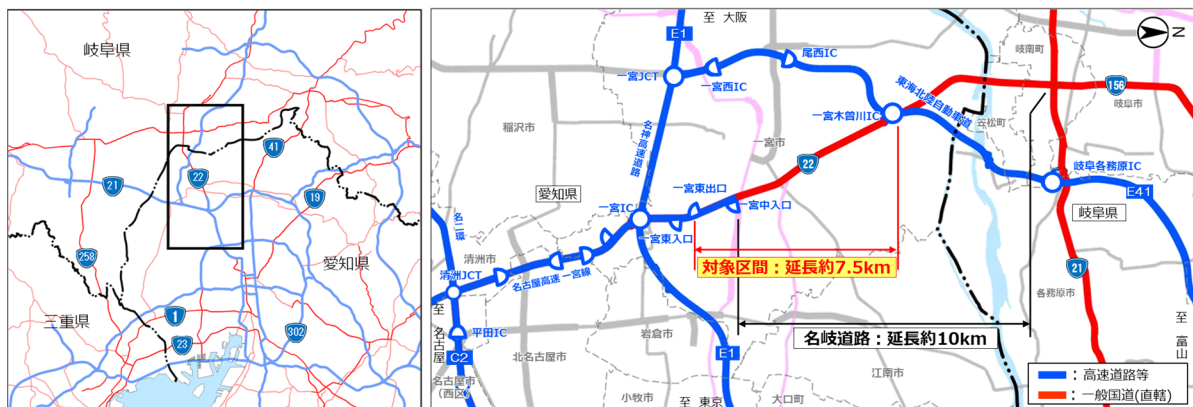 岐阜県
41
21
22
19
258
愛知県
三重県
1
23
302
至 大阪
E1
N
岐南町
尾西IC
一宮JCT
一宮西IC
東海北陸自動車道
156
岐阜市
笠松町
一宮木曽川IC
稲沢市
名神高速道路
一宮市
22
岐阜各務原IC
一宮東出口
愛知県
E41
一宮IC
一宮中入口
岐阜県
名二環
一宮東入口
清洲市
対象区間:延長約7.5km
21
清洲JCT
名古屋高速 一宮線
各務原市
至 名古屋
平田IC
岩倉市
名岐道路:延長約10km
至 富山
C2
北名古屋市
E1
江南市
名古屋市
(西区)
小牧市
至 東京
大口町
:高速道路等
:一般国道(直轄)